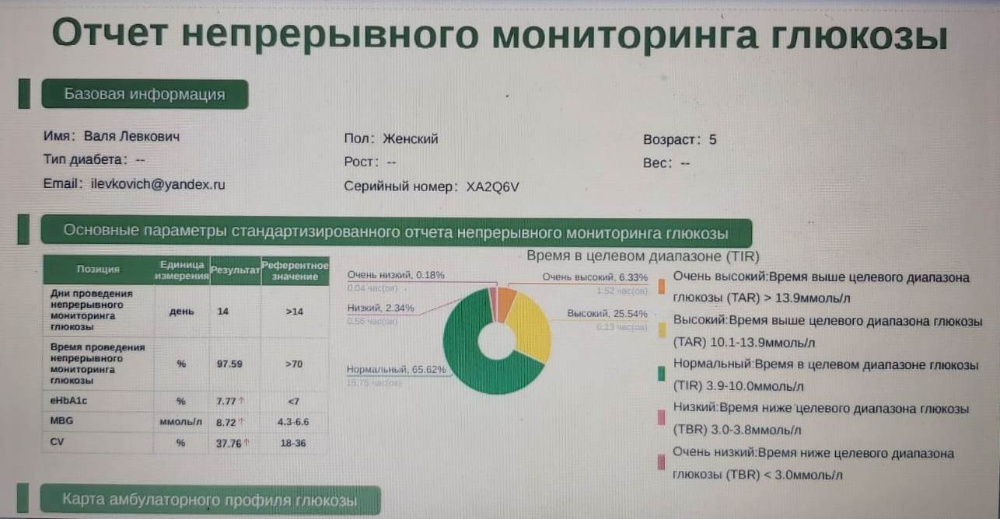 Отчет непрерывного мониторинга глюкозы
Базовая информация
Имя: Валя Левкович
Пол: Женский
Возраст: 5
Тип диабета: --
Рост: --
Вес: --
Email: ilevkovich@yandex.ru
Серийный номер: XA2Q6V
Основные параметры стандартизированного отчета непрерывного мониторинга глюкозы
Позиция
Единица
измерения
Результат
Референтное
значение
Дни проведения
непрерывного
мониторинга
глюкозы
день
14
>14
Время проведения
непрерывного
мониторинга
глюкозы
%
97.59
>70
eHbA1c
%
7.77↑
<7
MBG
ммоль/л
8.72↑
4.3-6.6
CV
%
37.76↑
18-36
Время в целевом диапазоне (TIR)
Очень низкий, 0.18%
0.04 час(ов)
Низкий, 2.34%
0.56 час(ов)
Нормальный, 65.62%
15.75 час(ов)
Очень высокий, 6.33%
1.52 час(ов)
Высокий, 25.54%
6.13 час(ов)
Очень высокий:Время выше целевого диапазона
глюкозы (TAR) > 13.9ммоль/л
Высокий:Время выше целевого диапазона глюкозы
(TAR) 10.1-13.9ммоль/л
Нормальный:Время в целевом диапазоне глюкозы
(TIR) 3.9-10.0ммоль/л
Низкий:Время ниже целевого диапазона глюкозы
(TBR) 3.0-3.8ммоль/л
Очень низкий:Время ниже целевого диапазона
глюкозы (TBR) < 3.0ммоль/л
Карта амбулаторного профиля глюкозы